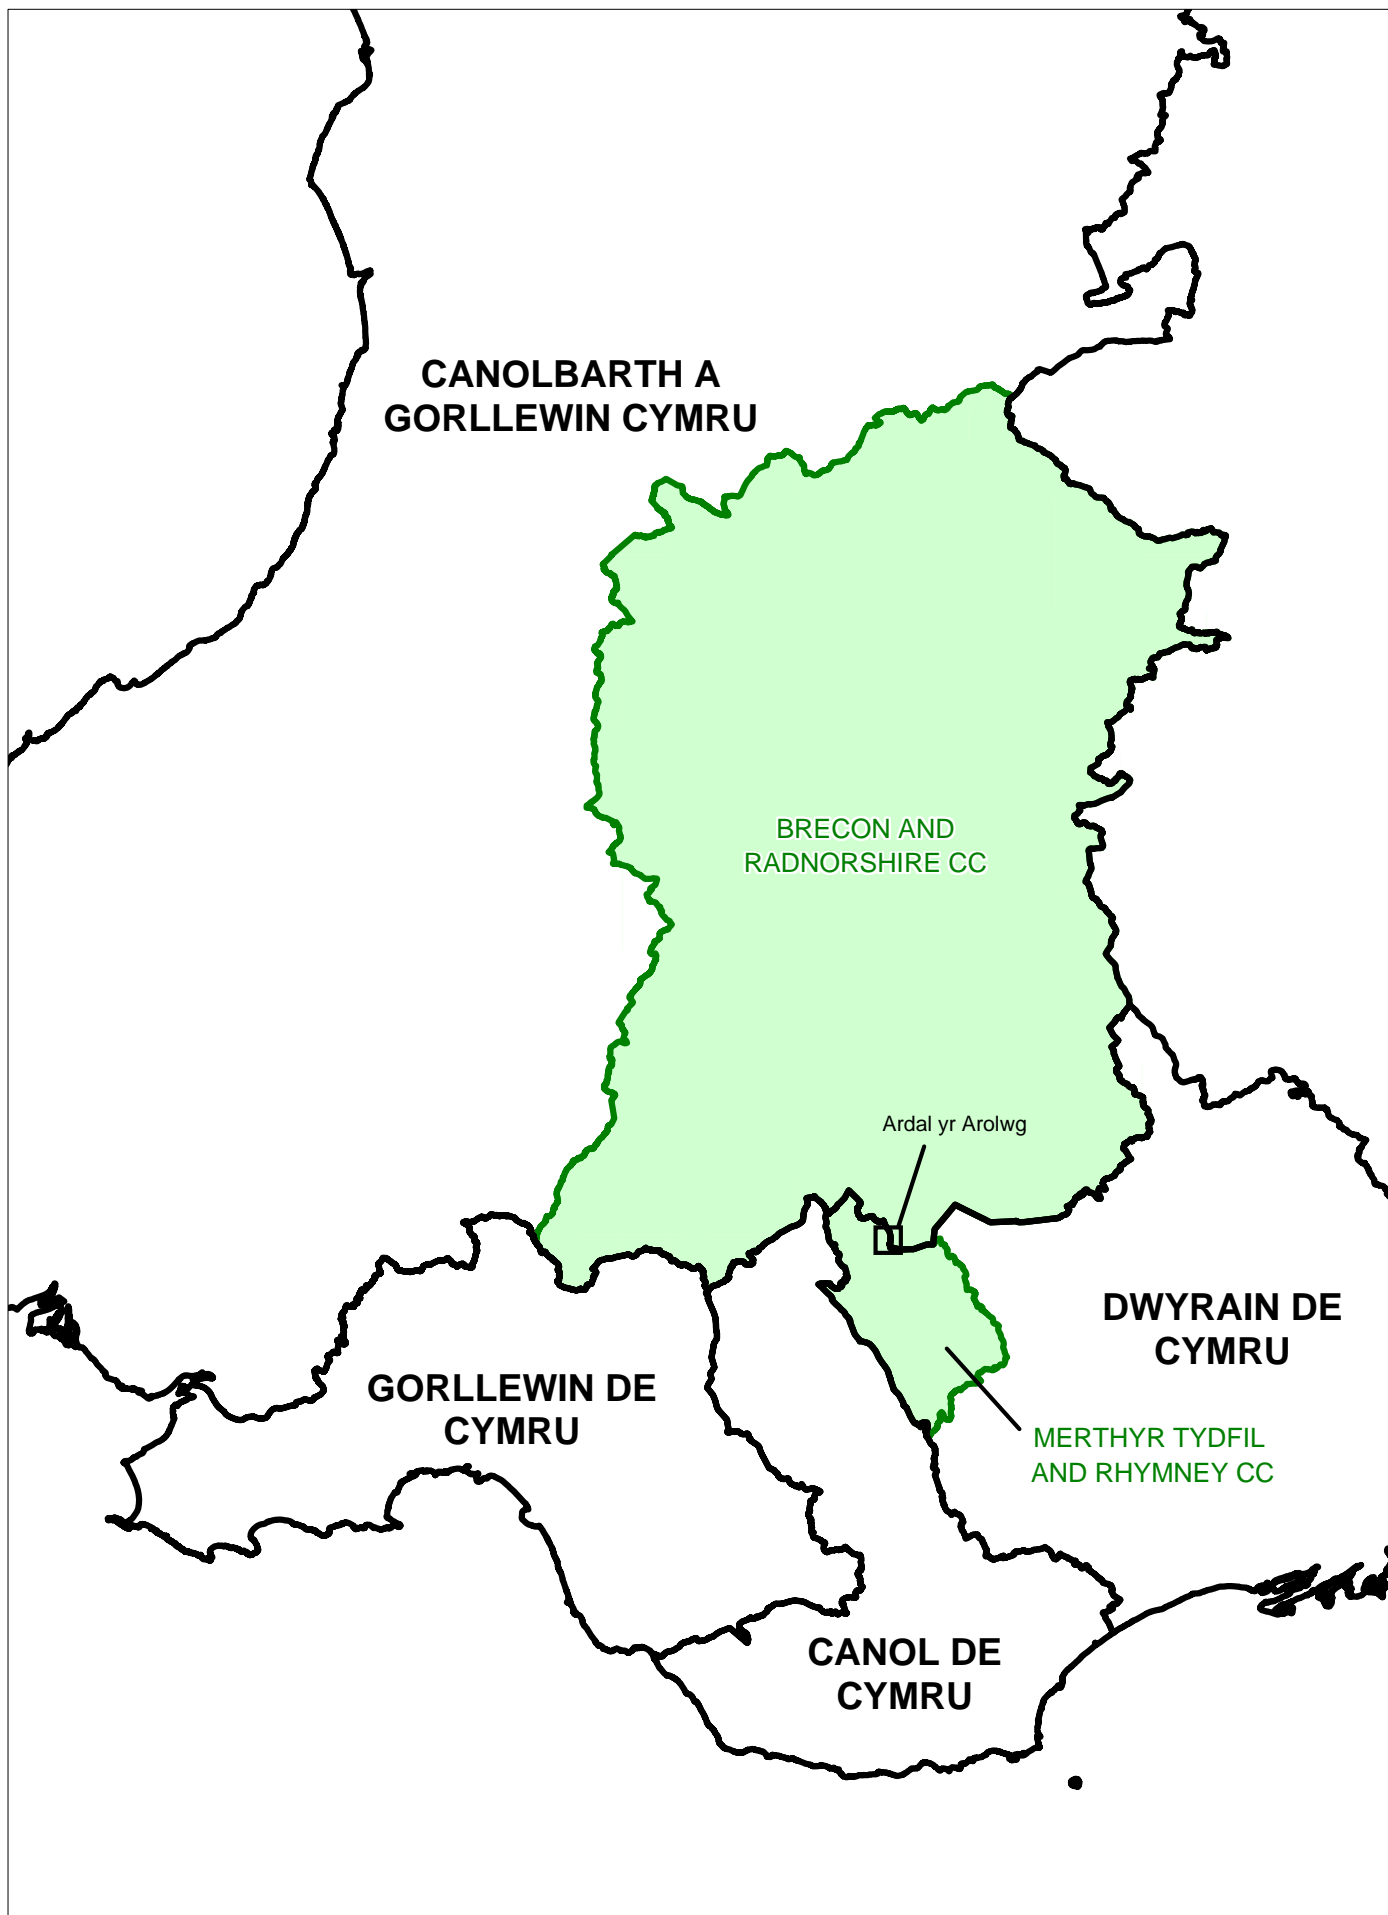 CANOLBARTH A
GORLLEWIN CYMRU
BRECON AND
RADNORSHIRE CC
Ardal yr Arolwg
DWYRAIN DE
CYMRU
GORLLEWIN DE
CYMRU
MERTHYR TYDFIL
AND RHYMNEY CC
CANOL DE
CYMRU